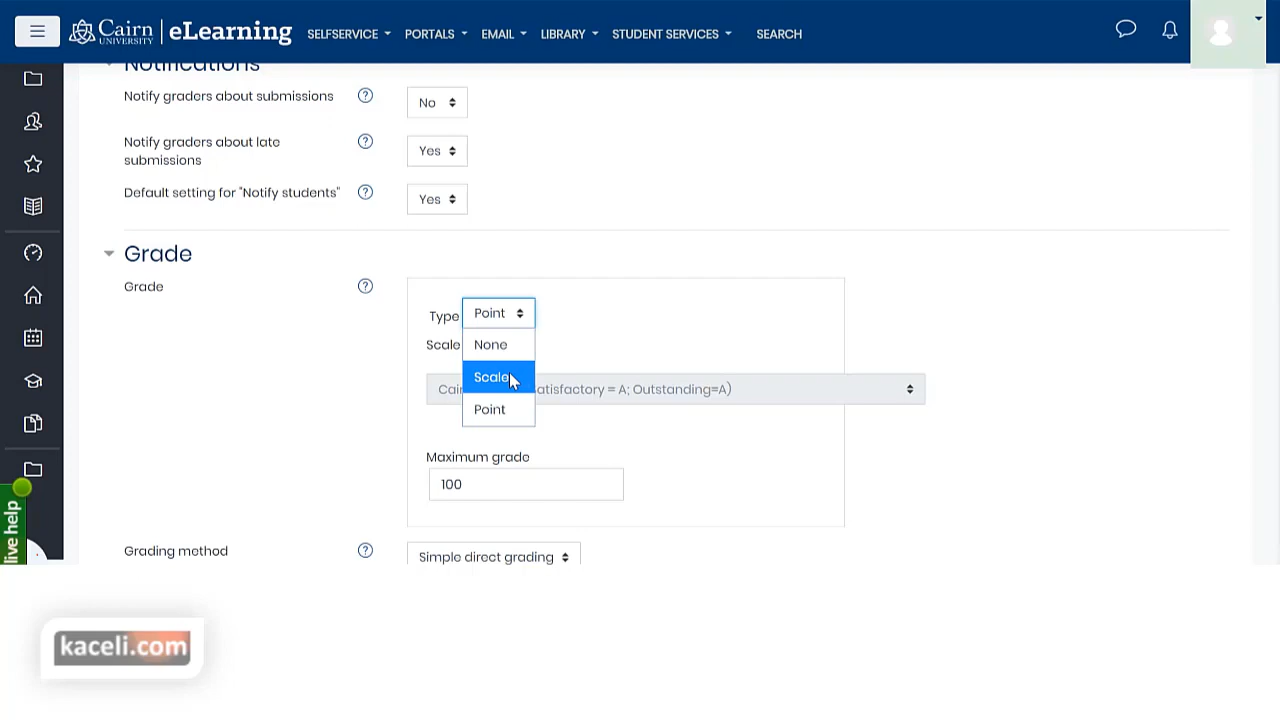 Cairn UNIVERSITY eLearning SELFSERVICE PORTALS EMAIL LIBRARY STUDENT SERVICES SEARCH
Notifications
Notify graders about submissions No
Notify graders about late submissions Yes
Default setting for "Notify students" Yes
Grade
Grade
Type Point
Scale None
Scale
Cair atisfactory = A; Outstanding=A)
Point
Maximum grade
100
live help
Grading method Simple direct grading
kaceli.com